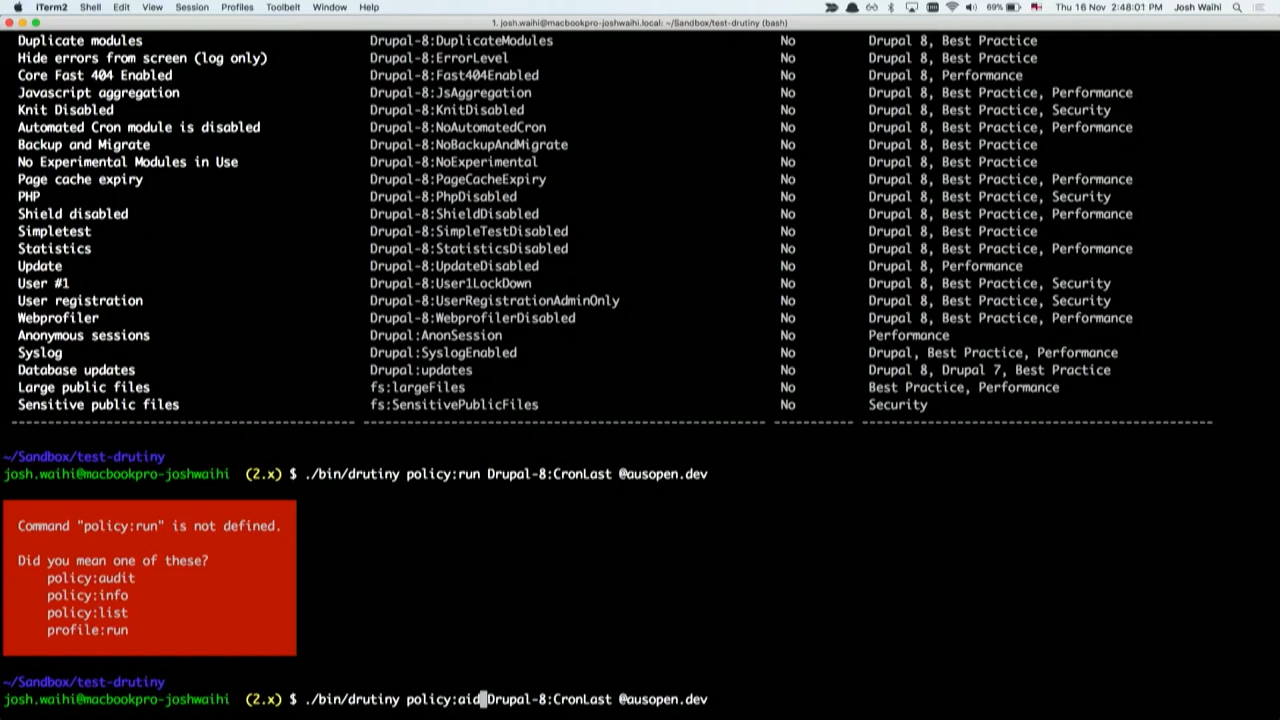 iTerm2 Shell Edit View Session Profiles Toolbelt Window Help 69% Thu 16 Nov 2:48:01 PM Josh Waihi
1. josh.waihi@macbookpro-joshwaihi.local: ~/Sandbox/test-drutiny (bash)
Duplicate modules Drupal-8:DuplicateModules No Drupal 8, Best Practice
Hide errors from screen (log only) Drupal-8:ErrorLevel No Drupal 8, Best Practice
Core Fast 404 Enabled Drupal-8:Fast404Enabled No Drupal 8, Performance
Javascript aggregation Drupal-8:JsAggregation No Drupal 8, Best Practice, Performance
Knit Disabled Drupal-8:KnitDisabled No Drupal 8, Best Practice, Security
Automated Cron module is disabled Drupal-8:NoAutomatedCron No Drupal 8, Best Practice, Performance
Backup and Migrate Drupal-8:NoBackupAndMigrate No Drupal 8, Best Practice
No Experimental Modules in Use Drupal-8:NoExperimental No Drupal 8, Best Practice
Page cache expiry Drupal-8:PageCacheExpiry No Drupal 8, Best Practice, Performance
PHP Drupal-8:PhpDisabled No Drupal 8, Best Practice, Security
Shield disabled Drupal-8:ShieldDisabled No Drupal 8, Best Practice, Performance
Simpletest Drupal-8:SimpleTestDisabled No Drupal 8, Best Practice
Statistics Drupal-8:StatisticsDisabled No Drupal 8, Best Practice, Performance
Update Drupal-8:UpdateDisabled No Drupal 8, Performance
User #1 Drupal-8:User1LockDown No Drupal 8, Best Practice, Security
User registration Drupal-8:UserRegistrationAdminOnly No Drupal 8, Best Practice, Security
Webprofiler Drupal-8:WebprofilerDisabled No Drupal 8, Best Practice, Performance
Anonymous sessions Drupal:AnonSession No Performance
Syslog Drupal:SyslogEnabled No Drupal, Best Practice, Performance
Database updates Drupal:updates No Drupal 8, Drupal 7, Best Practice
Large public files fs:largeFiles No Best Practice, Performance
Sensitive public files fs:SensitivePublicFiles No Security
~/Sandbox/test-drutiny
josh.waihi@macbookpro-joshwaihi (2.x) $ ./bin/drutiny policy:run Drupal-8:CronLast @ausopen.dev
Command "policy:run" is not defined.
Did you mean one of these?
policy:audit
policy:info
policy:list
profile:run
~/Sandbox/test-drutiny
josh.waihi@macbookpro-joshwaihi (2.x) $ ./bin/drutiny policy:aid Drupal-8:CronLast @ausopen.dev